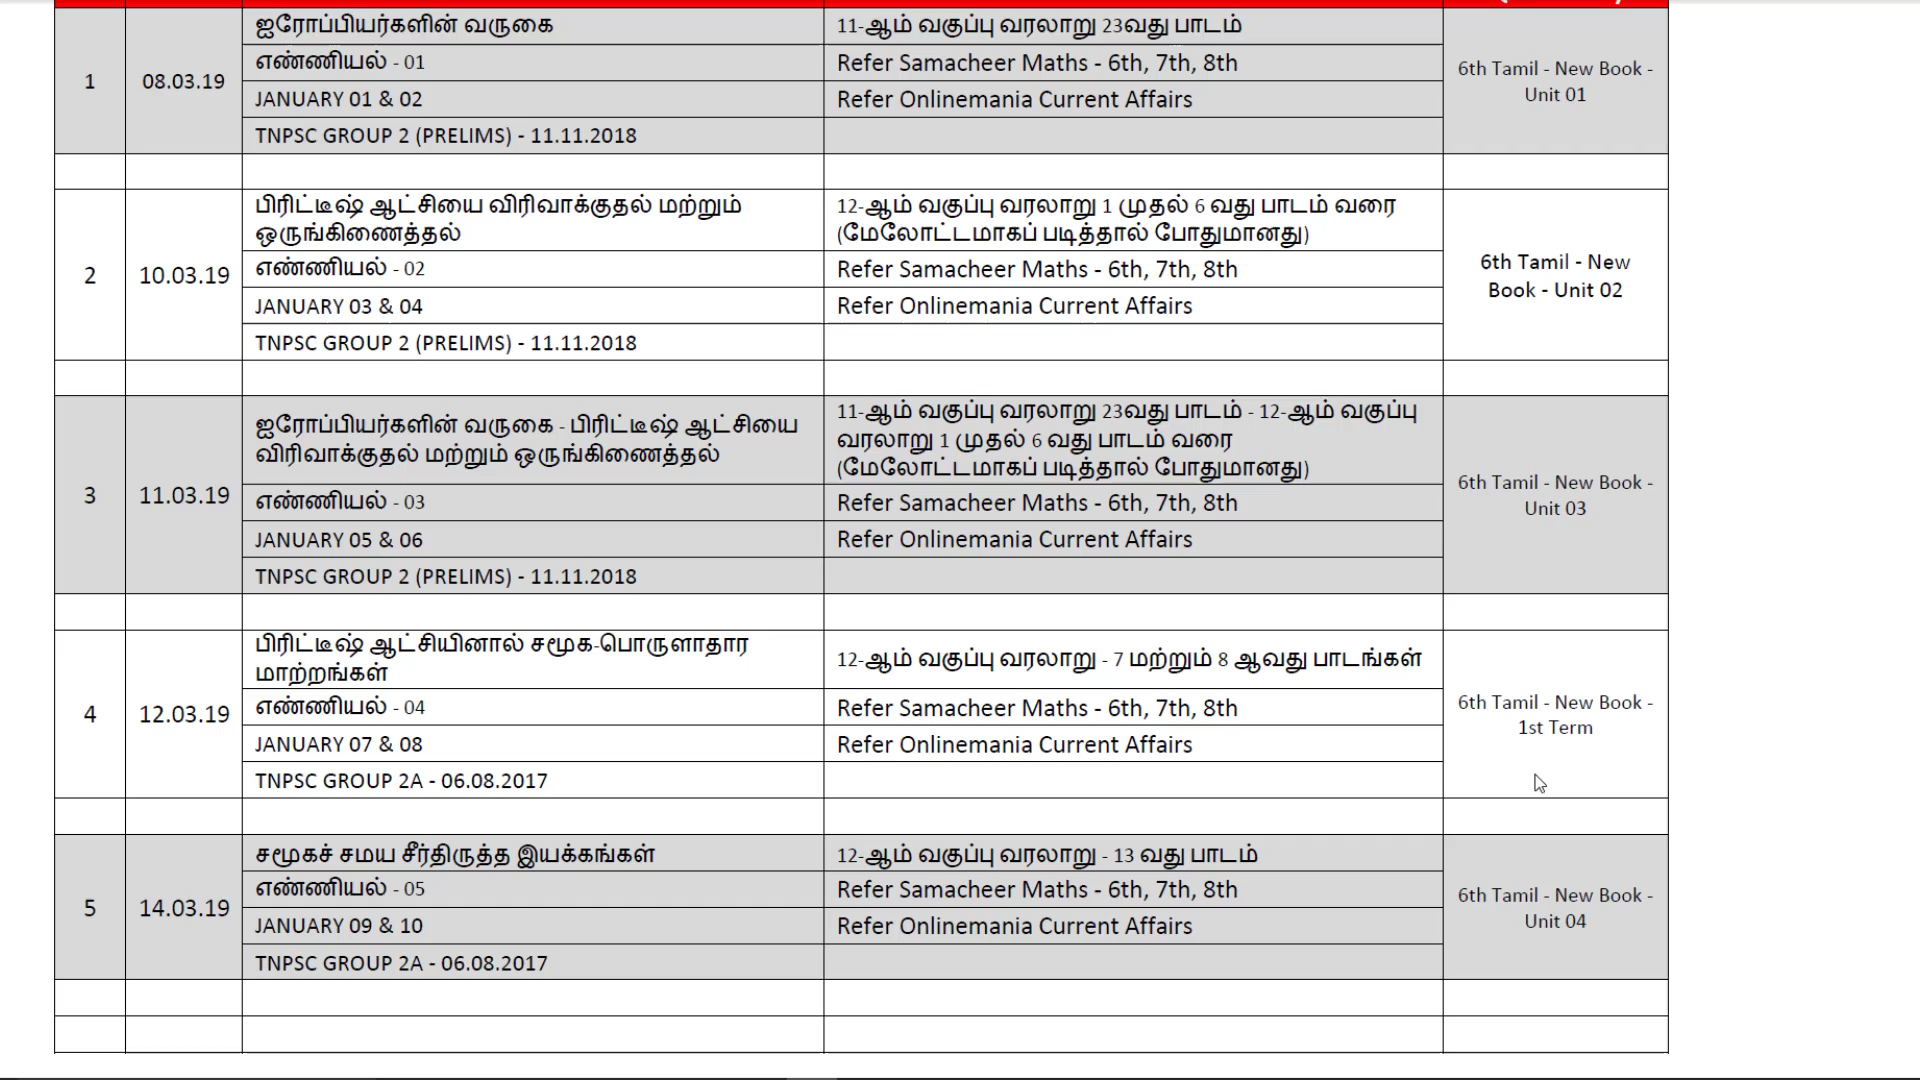 ஐரோப்பியர்களின் வருகை
11-ஆம் வகுப்பு வரலாறு 23வது பாடம்
1
08.03.19
எண்ணியல் - 01
Refer Samacheer Maths - 6th, 7th, 8th
6th Tamil - New Book -
Unit 01
JANUARY 01 & 02
Refer Onlinemania Current Affairs
TNPSC GROUP 2 (PRELIMS) - 11.11.2018
பிரிட்டீஷ் ஆட்சியை விரிவாக்குதல் மற்றும்
ஒருங்கிணைத்தல்
12-ஆம் வகுப்பு வரலாறு 1 முதல் 6 வது பாடம் வரை
(மேலோட்டமாகப் படித்தால் போதுமானது)
2
10.03.19
எண்ணியல் - 02
Refer Samacheer Maths - 6th, 7th, 8th
6th Tamil - New
Book - Unit 02
JANUARY 03 & 04
Refer Onlinemania Current Affairs
TNPSC GROUP 2 (PRELIMS) - 11.11.2018
ஐரோப்பியர்களின் வருகை - பிரிட்டீஷ் ஆட்சியை
விரிவாக்குதல் மற்றும் ஒருங்கிணைத்தல்
11-ஆம் வகுப்பு வரலாறு 23வது பாடம் - 12-ஆம் வகுப்பு
வரலாறு 1 முதல் 6 வது பாடம் வரை
(மேலோட்டமாகப் படித்தால் போதுமானது)
3
11.03.19
எண்ணியல் - 03
Refer Samacheer Maths - 6th, 7th, 8th
6th Tamil - New Book -
Unit 03
JANUARY 05 & 06
Refer Onlinemania Current Affairs
TNPSC GROUP 2 (PRELIMS) - 11.11.2018
பிரிட்டீஷ் ஆட்சியினால் சமூக-பொருளாதார
மாற்றங்கள்
12-ஆம் வகுப்பு வரலாறு - 7 மற்றும் 8 ஆவது பாடங்கள்
4
12.03.19
எண்ணியல் - 04
Refer Samacheer Maths - 6th, 7th, 8th
6th Tamil - New Book -
1st Term
JANUARY 07 & 08
Refer Onlinemania Current Affairs
TNPSC GROUP 2A - 06.08.2017
சமூகச் சமய சீர்திருத்த இயக்கங்கள்
12-ஆம் வகுப்பு வரலாறு - 13 வது பாடம்
5
14.03.19
எண்ணியல் - 05
Refer Samacheer Maths - 6th, 7th, 8th
6th Tamil - New Book -
Unit 04
JANUARY 09 & 10
Refer Onlinemania Current Affairs
TNPSC GROUP 2A - 06.08.2017